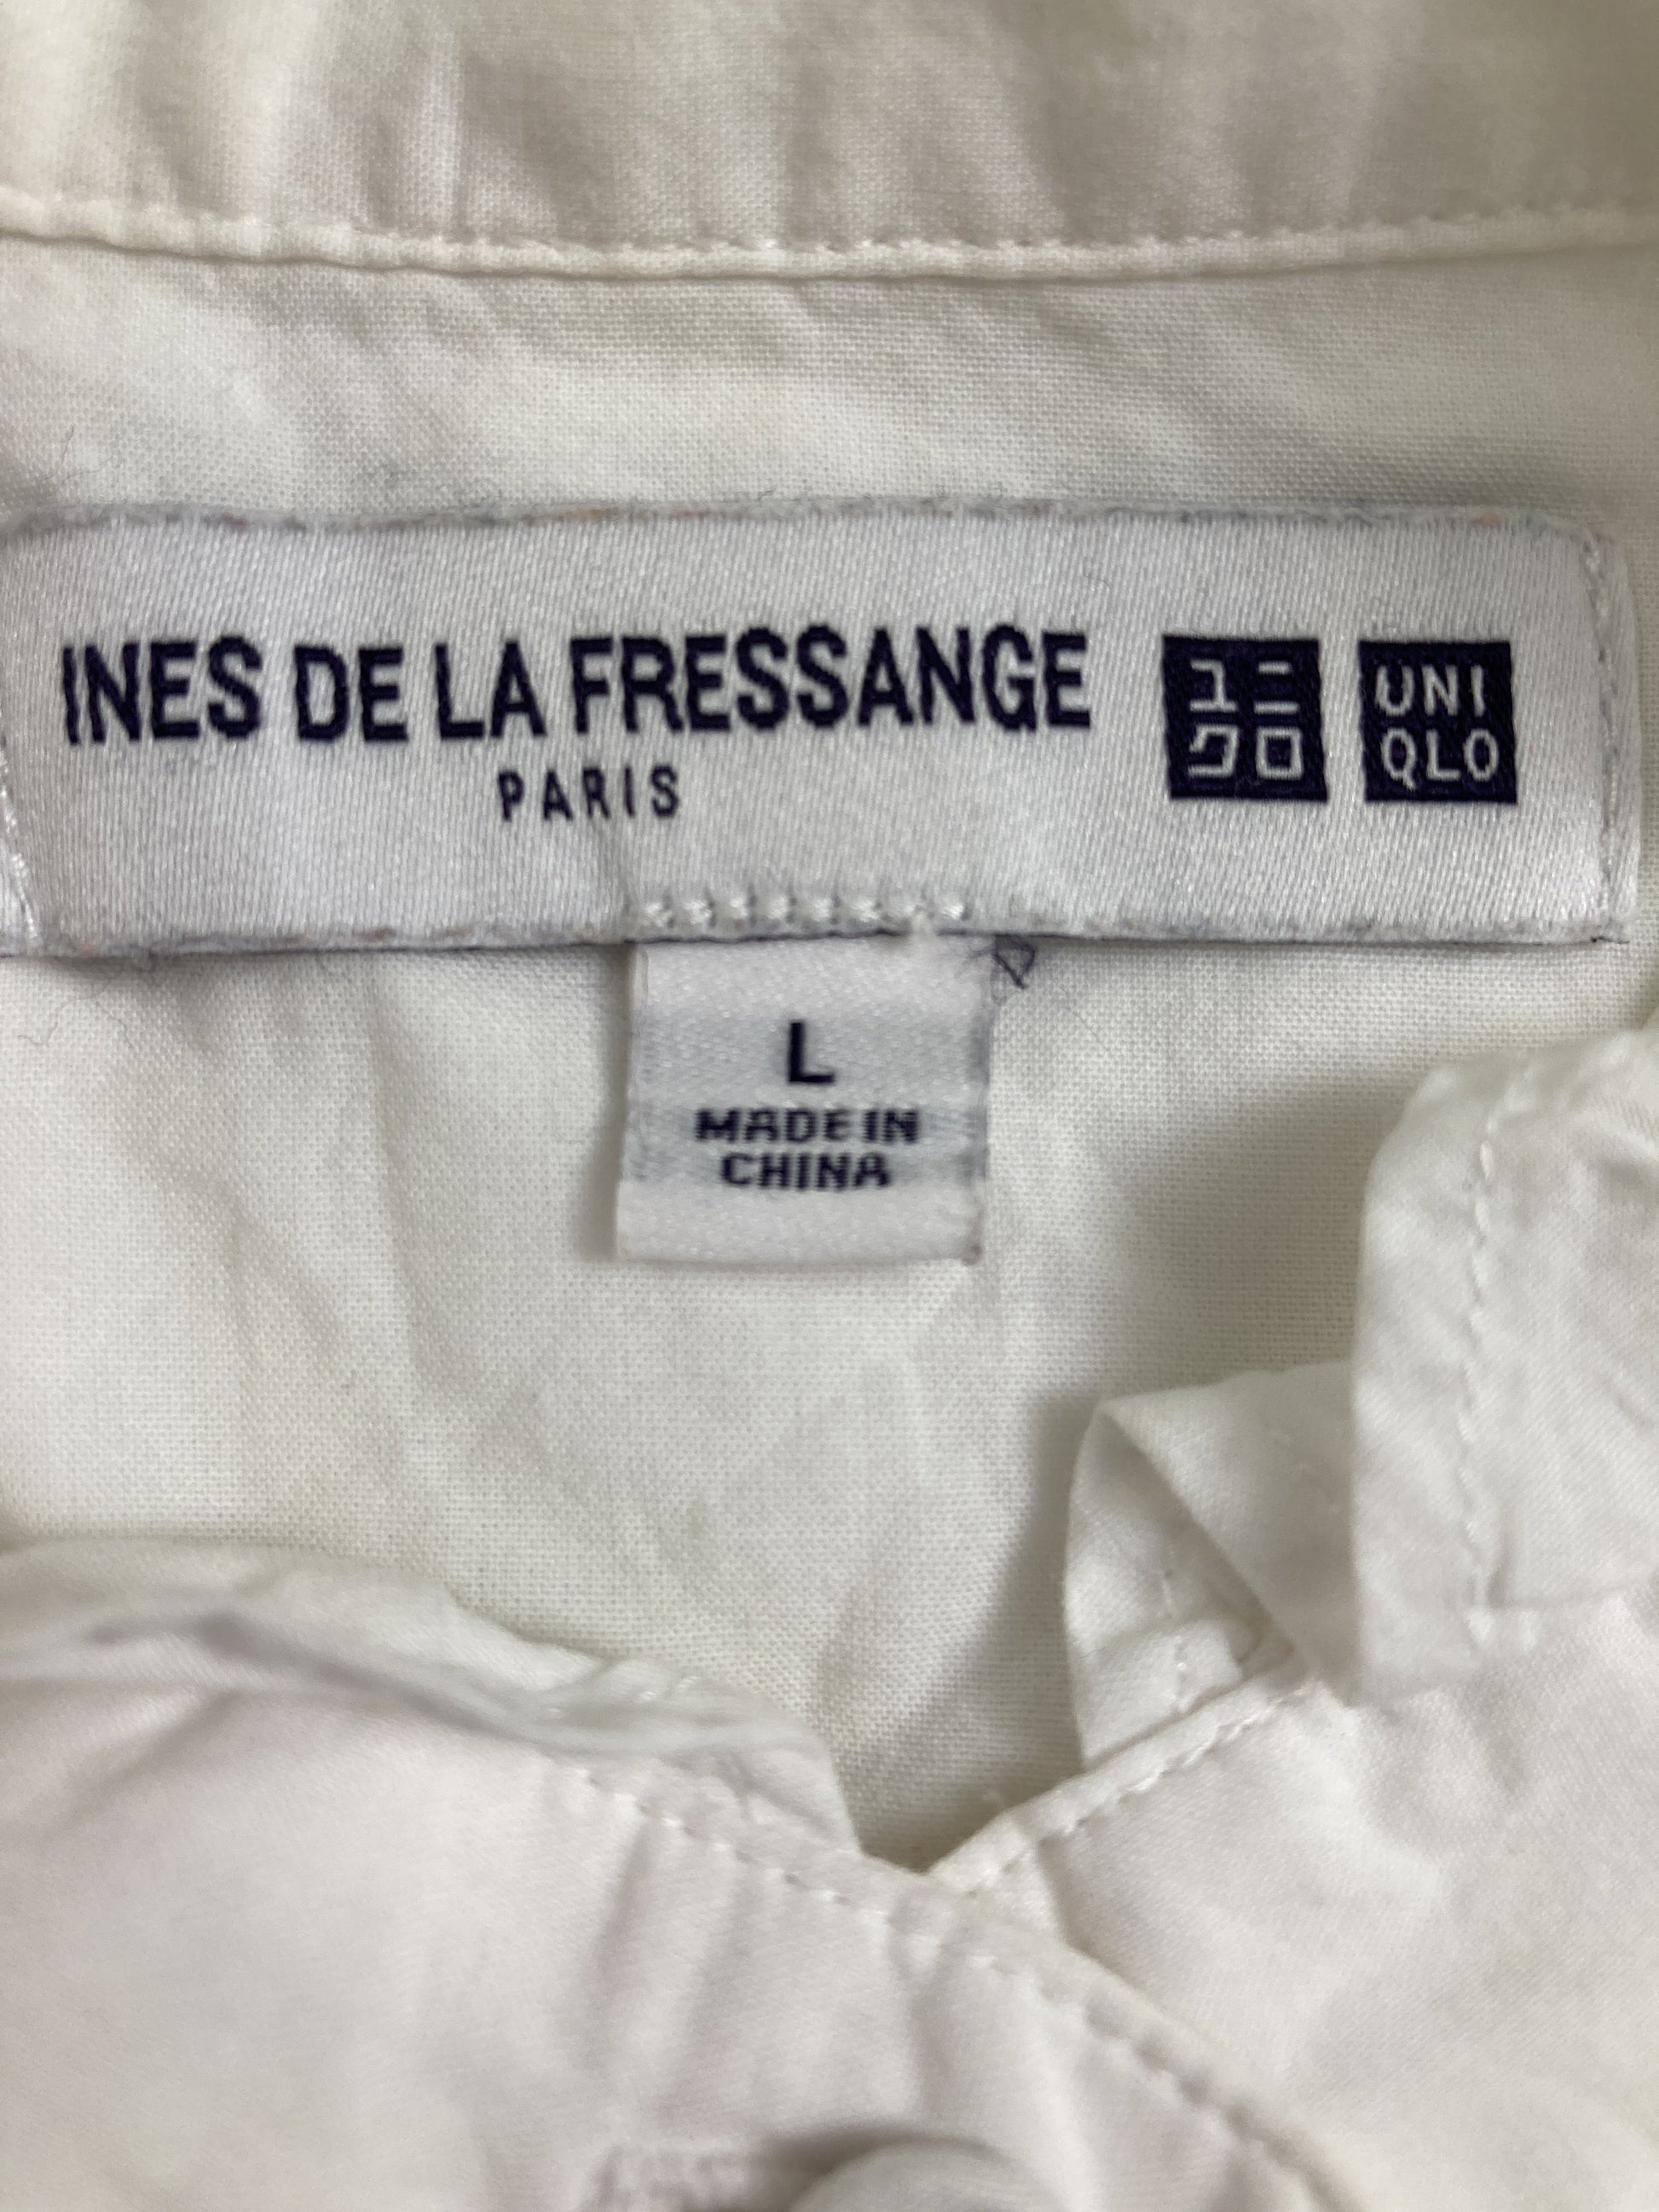 INES DE LA FRESSANGE
PARIS
ユニ
クロ
UNI
QLO
L
MADE IN
CHINA